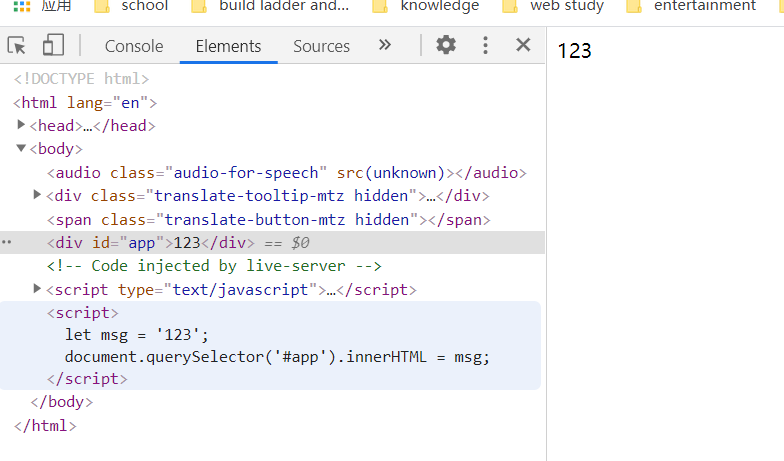 应用 school build ladder and... knowledge web study entertainment
Console Elements Sources »
123
<!DOCTYPE html>
<html lang="en">
<head>…</head>
<body>
<audio class="audio-for-speech" src(unknown)></audio>
<div class="translate-tooltip-mtz hidden">…</div>
<span class="translate-button-mtz hidden"></span>
<div id="app">123</div> == $0
<!-- Code injected by live-server -->
<script type="text/javascript">…</script>
<script>
let msg = '123';
document.querySelector('#app').innerHTML = msg;
</script>
</body>
</html>